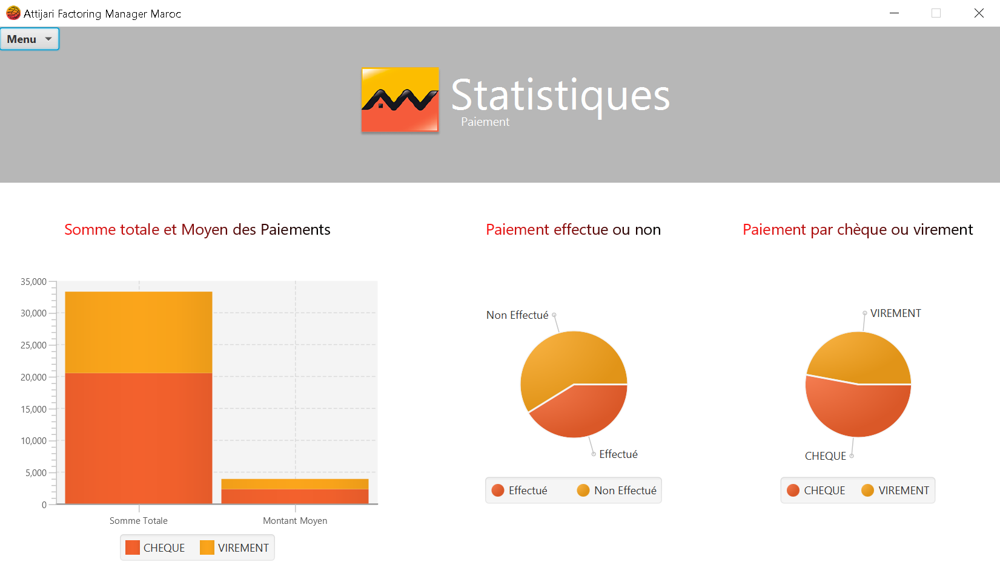 Attijari Factoring Manager Maroc
Menu
Statistiques
Paiement
Somme totale et Moyen des Paiements
35,000
30,000
25,000
20,000
15,000
10,000
5,000
0
Somme Totale
Montant Moyen
CHEQUE
VIREMENT
Paiement effectue ou non
Non Effectué
Effectué
Effectué
Non Effectué
Paiement par chèque ou virement
VIREMENT
CHEQUE
CHEQUE
VIREMENT